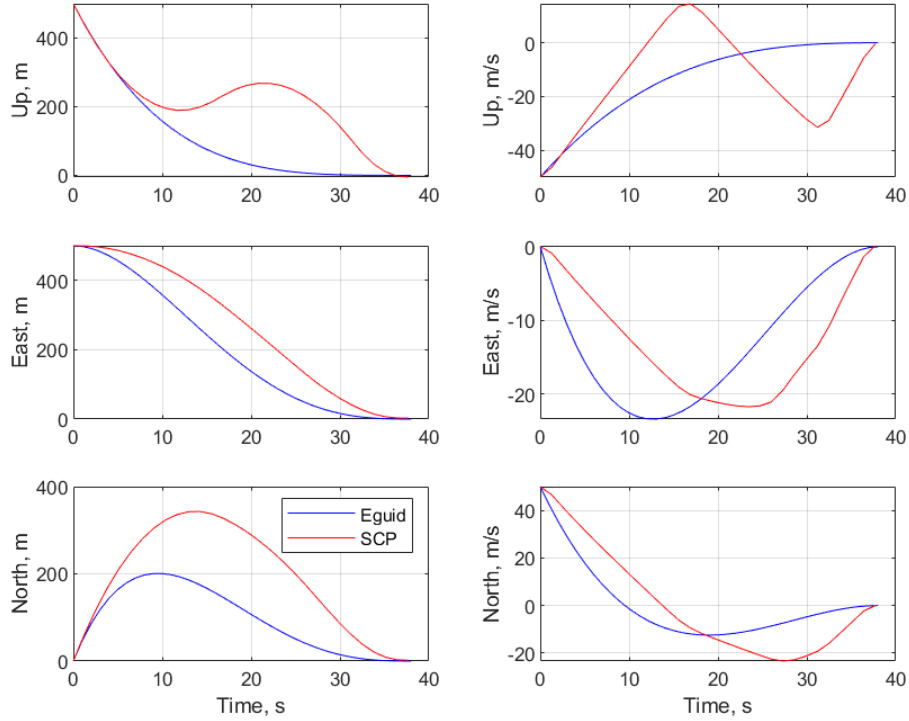 400
200
0
Up, m
0 10 20 30 40
0
-20
-40
Up, m/s
0 10 20 30 40
400
200
0
East, m
0 10 20 30 40
0
-10
-20
East, m/s
0 10 20 30 40
400
200
0
North, m
Eguid
SCP
0 10 20 30 40
Time, s
40
20
0
-20
North, m/s
0 10 20 30 40
Time, s